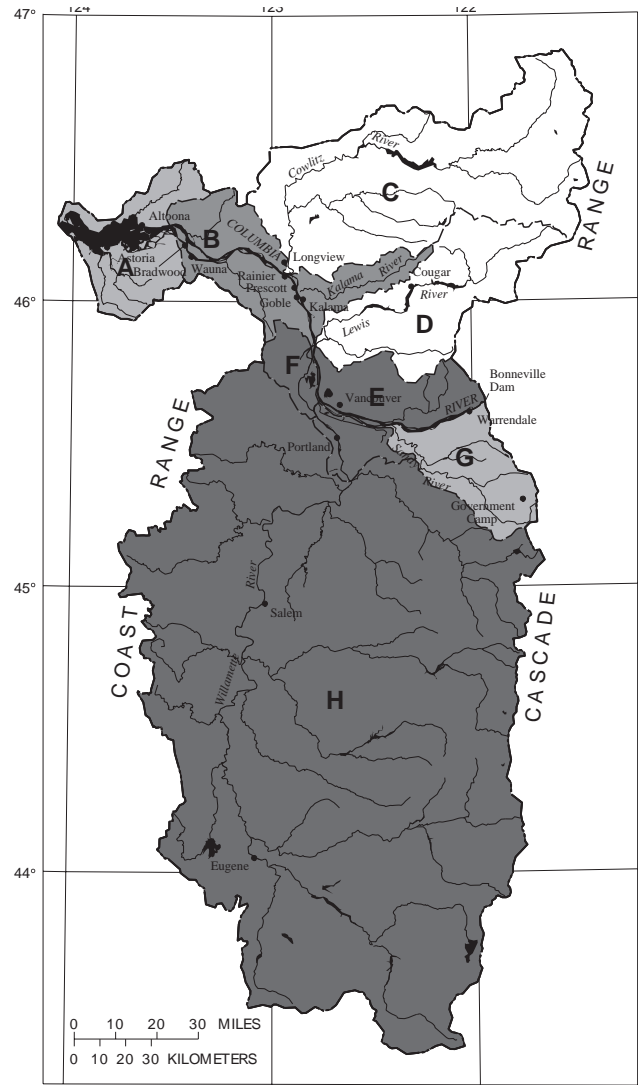 124° 123° 122°
47°
RANGE
River
Cowlitz
C
Altoona
B
COLUMBIA
Longview
Astoria
A
Bradwood
Wauna
Rainier
Prescott
Goble
Kalama
Kalama River
Cougar
River
46°
Lewis
D
F
Bonneville
Dam
E
Vancouver
RIVER
Warrendale
RANGE
Portland
G
Sandy
River
Government
Camp
45°
River
Salem
COAST
CASCADE
Willamette
H
44°
Eugene
0 10 20 30 MILES
0 10 20 30 KILOMETERS